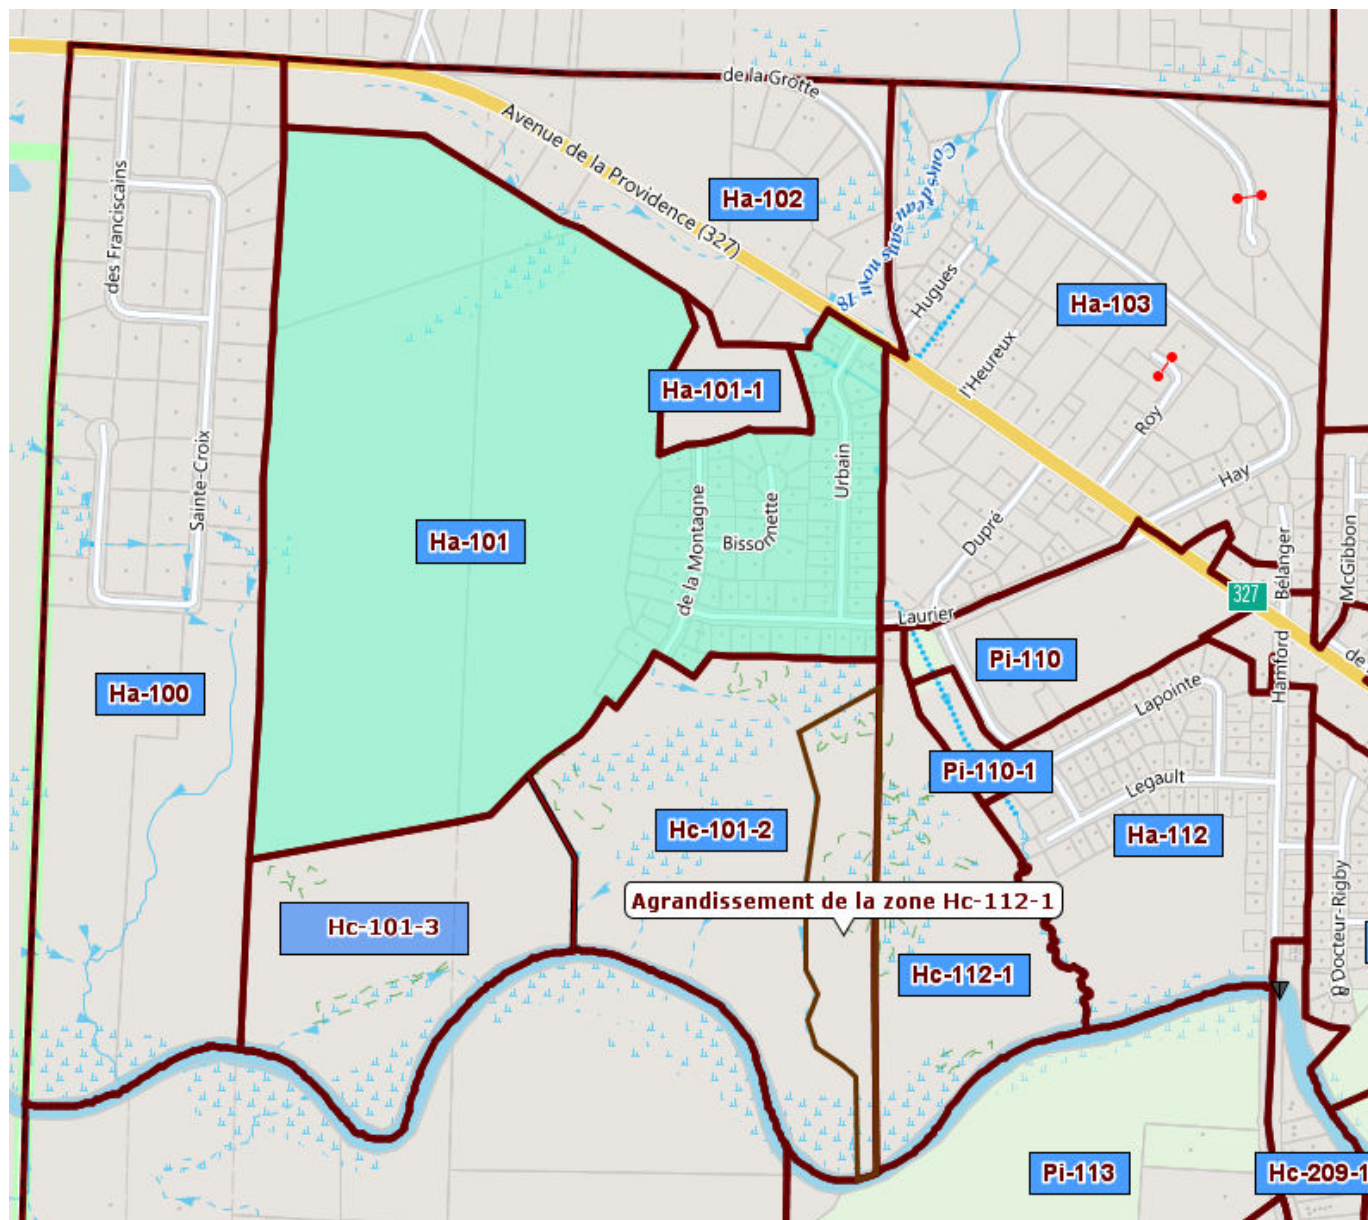 de la Grotte
Avenue de la Providence (327)
des Franciscains
Ha-102
Cours d'eau sans nom 18
Hugues
Ha-103
l'Heureux
Ha-101-1
Roy
Sainte-Croix
Urbain
Hay
de la Montagne
Bissonnette
Ha-101
Dupré
McGibbon
Bélanger
327
Laurier
Pi-110
Hamford
Ha-100
Lapointe
Pi-110-1
Legault
Hc-101-2
Ha-112
Agrandissement de la zone Hc-112-1
Hc-101-3
Docteur-Rigby
Hc-112-1
Pi-113
Hc-209-1